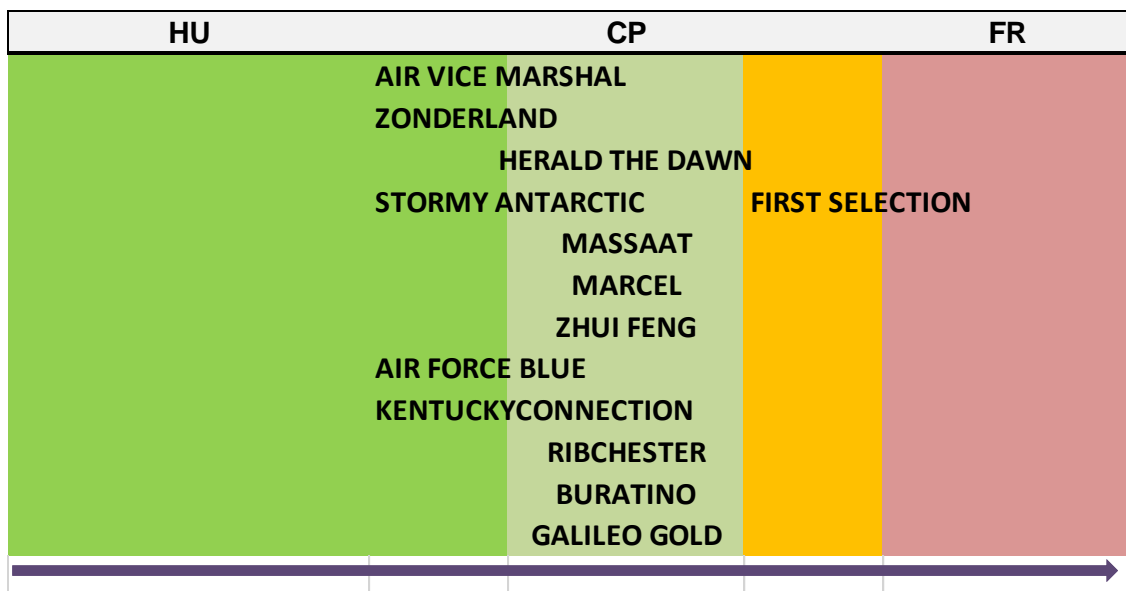 HU CP FR
AIR VICE MARSHAL
ZONDERLAND
HERALD THE DAWN
STORMY ANTARCTIC FIRST SELECTION
MASSAAT
MARCEL
ZHUI FENG
AIR FORCE BLUE
KENTUCKYCONNECTION
RIBCHESTER
BURATINO
GALILEO GOLD